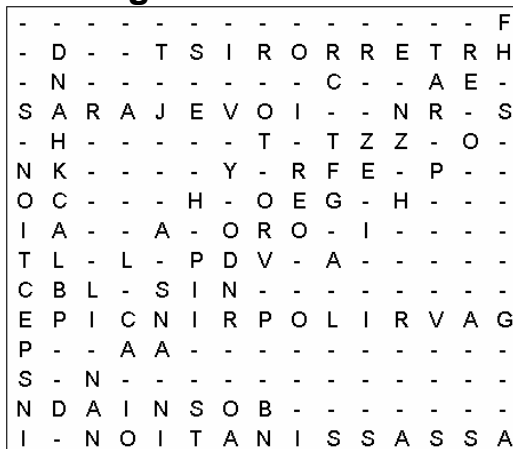 - - - - - - - - - - - - - - F
- D - - T S I R O R R E T R H
- N - - - - - - - C - - A E -
S A R A J E V O I - - N R - S
- H - - - - - T - T Z Z - O -
N K - - - - Y - R F E - P - -
O C - - - H - O E G - H - - -
I A - - A - O R O - I - - - -
T L - L - P D V - A - - - - -
C B L - S I N - - - - - - - -
E P I C N I R P O L I R V A G
P - - A A - - - - - - - - - -
S - N - - - - - - - - - - - -
N D A I N S O B - - - - - - -
I - N O I T A N I S S A S S A